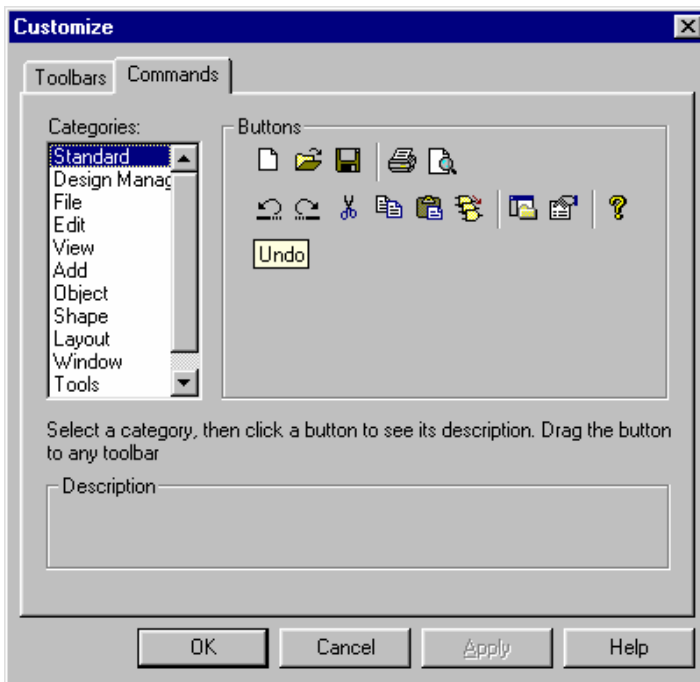 Customize
Toolbars
Commands
Categories:
Standard
Design Manag
File
Edit
View
Add
Object
Shape
Layout
Window
Tools
Buttons
Undo
Select a category, then click a button to see its description. Drag the button
to any toolbar
Description
OK
Cancel
Apply
Help